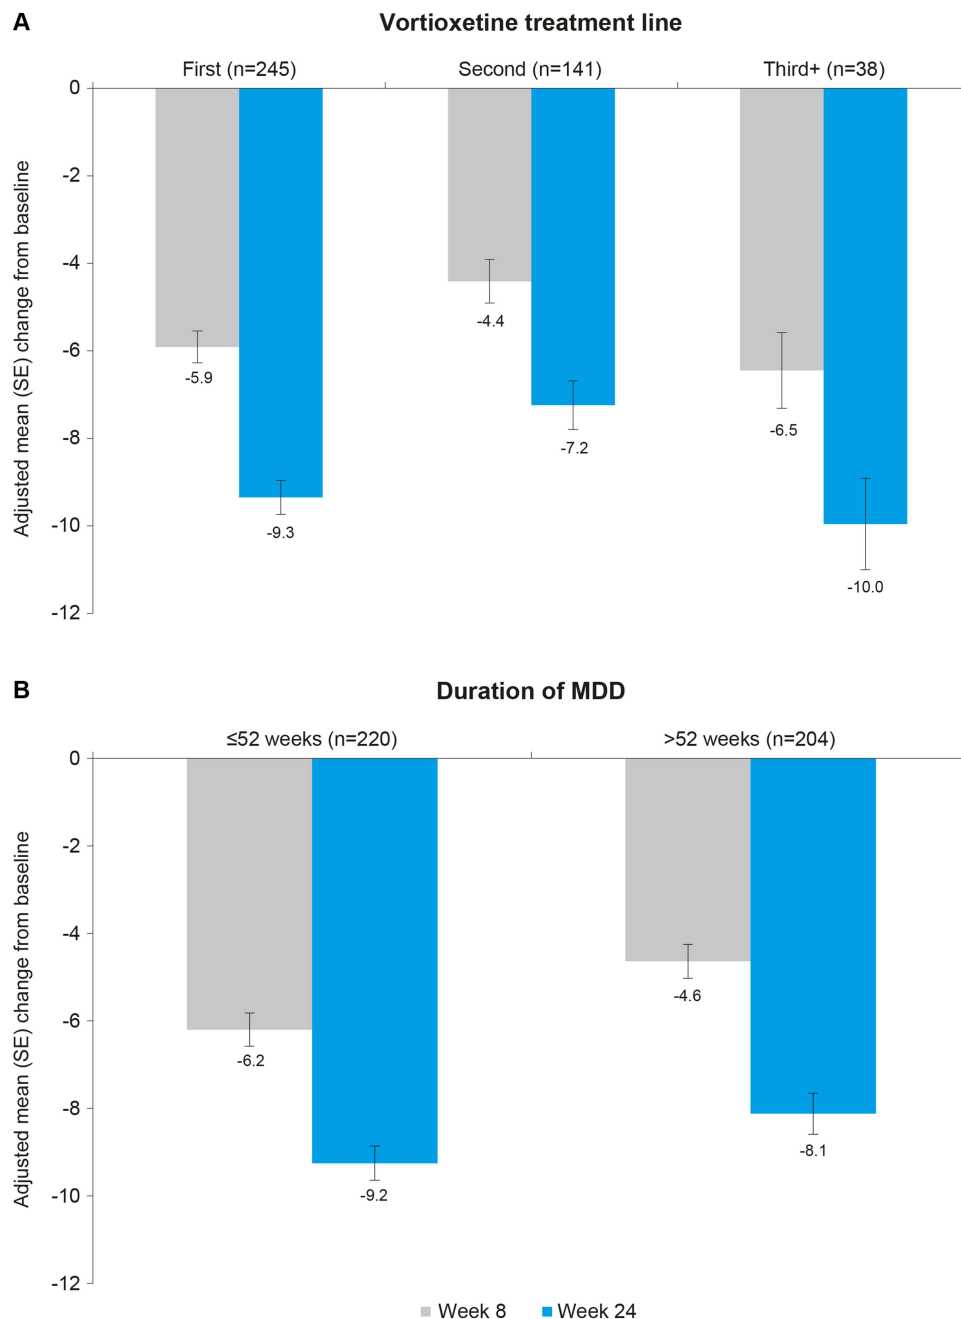 A
Vortioxetine treatment line
First (n=245)
Second (n=141)
Third+ (n=38)
Adjusted mean (SE) change from baseline
0
-2
-4
-6
-8
-10
-12
-5.9
-9.3
-4.4
-7.2
-6.5
-10.0
B
Duration of MDD
≤52 weeks (n=220)
>52 weeks (n=204)
Adjusted mean (SE) change from baseline
0
-2
-4
-6
-8
-10
-12
-6.2
-9.2
-4.6
-8.1
Week 8
Week 24